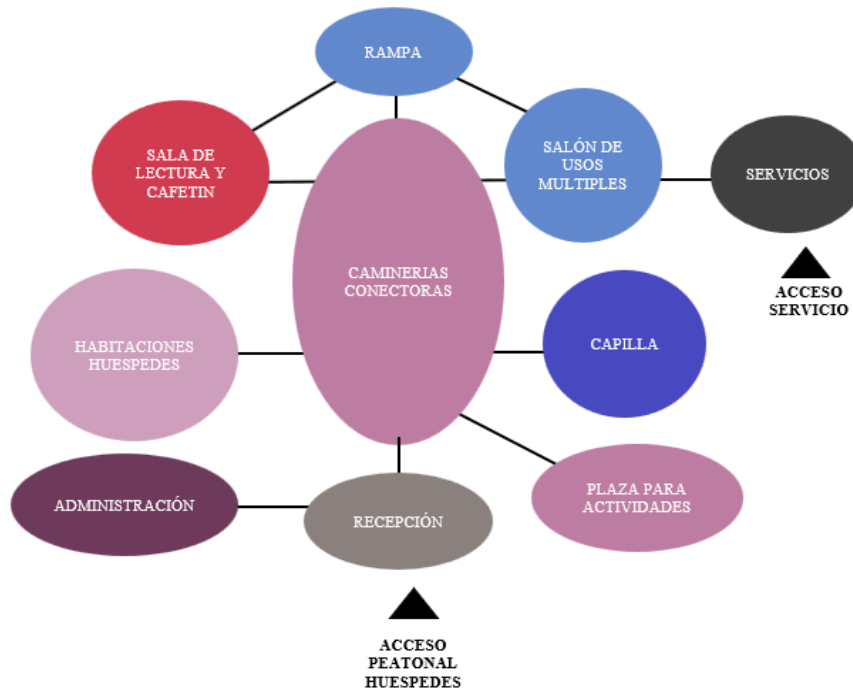 RAMPA
SALA DE
LECTURA Y
CAFETIN
SALÓN DE
USOS
MULTIPLES
SERVICIOS
ACCESO
SERVICIO
CAMINERIAS
CONECTORAS
HABITACIONES
HUESPEDES
CAPILLA
ADMINISTRACIÓN
RECEPCIÓN
PLAZA PARA
ACTIVIDADES
ACCESO
PEATONAL
HUESPEDES